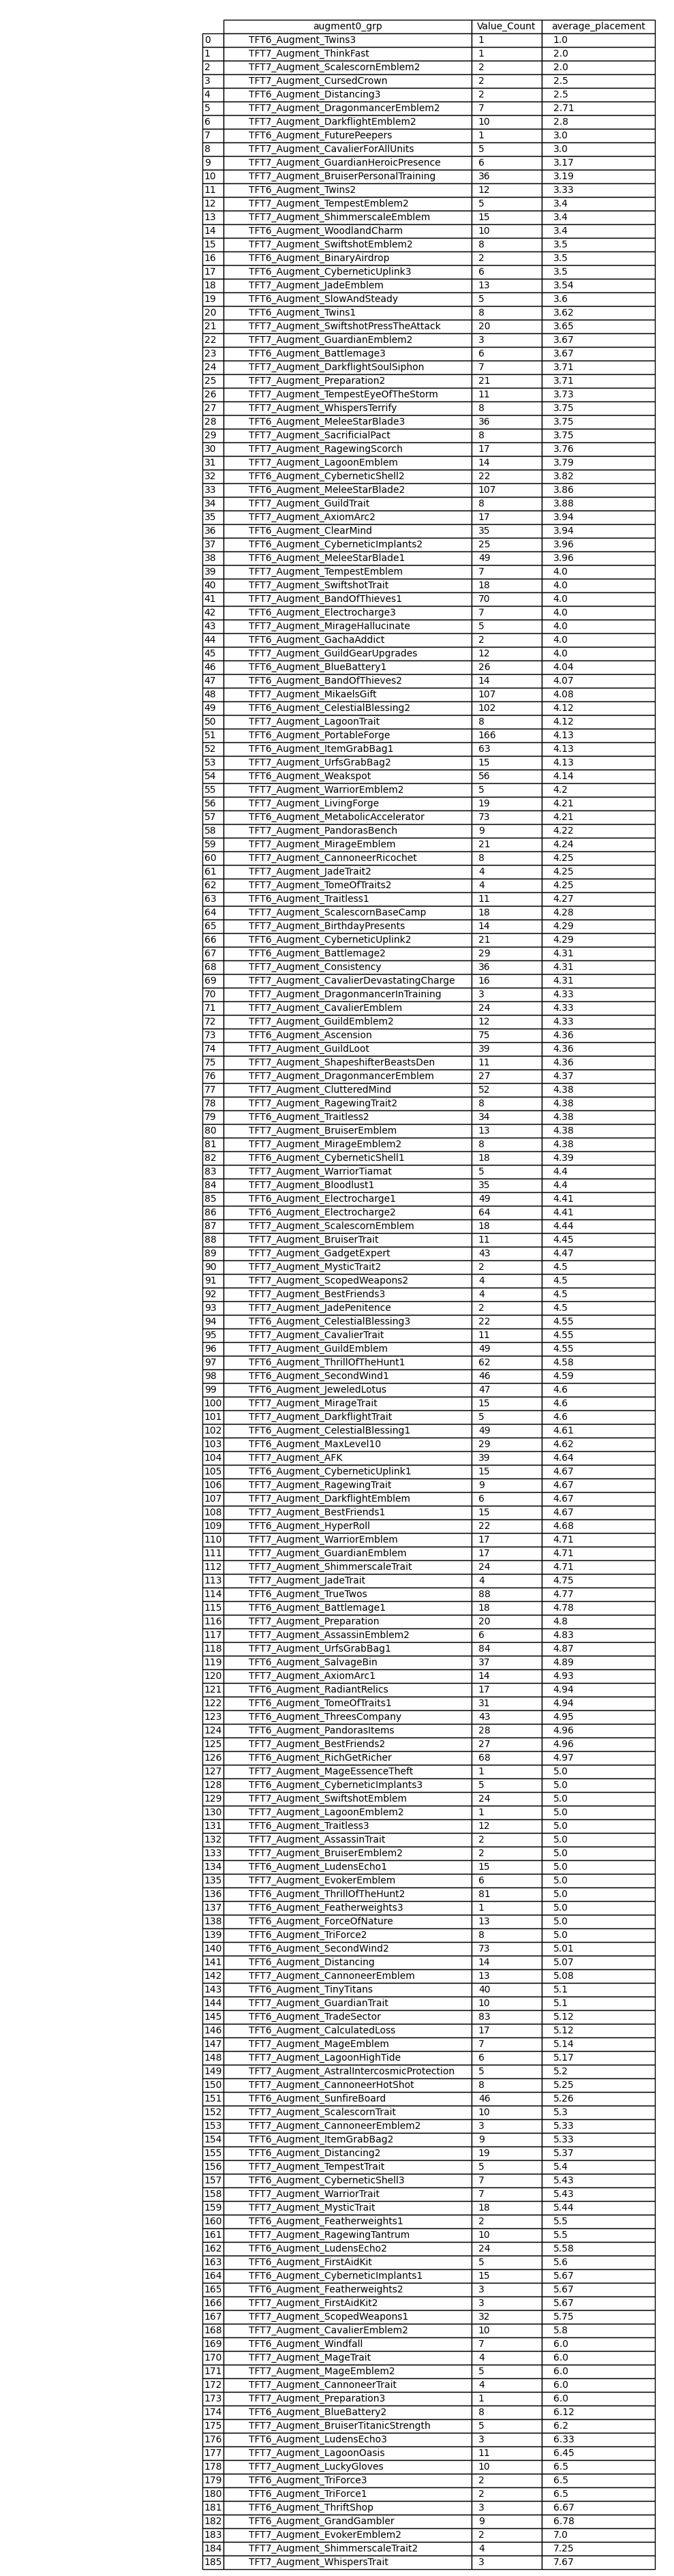 augment0_grp Value_Count average_placement
0 TFT6_Augment_Twins3 1 1.0
1 TFT7_Augment_ThinkFast 1 2.0
2 TFT7_Augment_ScalescornEmblem2 2 2.0
3 TFT7_Augment_CursedCrown 2 2.5
4 TFT6_Augment_Distancing3 2 2.5
5 TFT7_Augment_DragonmancerEmblem2 7 2.71
6 TFT7_Augment_DarkflightEmblem2 10 2.8
7 TFT6_Augment_FuturePeepers 1 3.0
8 TFT7_Augment_CavalierForAllUnits 5 3.0
9 TFT7_Augment_GuardianHeroicPresence 6 3.17
10 TFT7_Augment_BruiserPersonalTraining 36 3.19
11 TFT6_Augment_Twins2 12 3.33
12 TFT7_Augment_TempestEmblem2 5 3.4
13 TFT7_Augment_ShimmerscaleEmblem 15 3.4
14 TFT6_Augment_WoodlandCharm 10 3.4
15 TFT7_Augment_SwiftshotEmblem2 8 3.5
16 TFT6_Augment_BinaryAirdrop 2 3.5
17 TFT6_Augment_CyberneticUplink3 6 3.5
18 TFT7_Augment_JadeEmblem 13 3.54
19 TFT6_Augment_SlowAndSteady 5 3.6
20 TFT6_Augment_Twins1 8 3.62
21 TFT7_Augment_SwiftshotPressTheAttack 20 3.65
22 TFT7_Augment_GuardianEmblem2 3 3.67
23 TFT6_Augment_Battlemage3 6 3.67
24 TFT7_Augment_DarkflightSoulSiphon 7 3.71
25 TFT7_Augment_Preparation2 21 3.71
26 TFT7_Augment_TempestEyeOfTheStorm 11 3.73
27 TFT7_Augment_WhispersTerrify 8 3.75
28 TFT6_Augment_MeleeStarBlade3 36 3.75
29 TFT7_Augment_SacrificialPact 8 3.75
30 TFT7_Augment_RagewingScorch 17 3.76
31 TFT7_Augment_LagoonEmblem 14 3.79
32 TFT6_Augment_CyberneticShell2 22 3.82
33 TFT6_Augment_MeleeStarBlade2 107 3.86
34 TFT7_Augment_GuildTrait 8 3.88
35 TFT7_Augment_AxiomArc2 17 3.94
36 TFT6_Augment_ClearMind 35 3.94
37 TFT6_Augment_CyberneticImplants2 25 3.96
38 TFT6_Augment_MeleeStarBlade1 49 3.96
39 TFT7_Augment_TempestEmblem 7 4.0
40 TFT7_Augment_SwiftshotTrait 18 4.0
41 TFT7_Augment_BandOfThieves1 70 4.0
42 TFT6_Augment_Electrocharge3 7 4.0
43 TFT7_Augment_MirageHallucinate 5 4.0
44 TFT6_Augment_GachaAddict 2 4.0
45 TFT7_Augment_GuildGearUpgrades 12 4.0
46 TFT6_Augment_BlueBattery1 26 4.04
47 TFT6_Augment_BandOfThieves2 14 4.07
48 TFT7_Augment_MikaelsGift 107 4.08
49 TFT6_Augment_CelestialBlessing2 102 4.12
50 TFT7_Augment_LagoonTrait 8 4.12
51 TFT6_Augment_PortableForge 166 4.13
52 TFT6_Augment_ItemGrabBag1 63 4.13
53 TFT7_Augment_UrfsGrabBag2 15 4.13
54 TFT6_Augment_Weakspot 56 4.14
55 TFT7_Augment_WarriorEmblem2 5 4.2
56 TFT7_Augment_LivingForge 19 4.21
57 TFT6_Augment_MetabolicAccelerator 73 4.21
58 TFT7_Augment_PandorasBench 9 4.22
59 TFT7_Augment_MirageEmblem 21 4.24
60 TFT7_Augment_CannoneerRicochet 8 4.25
61 TFT7_Augment_JadeTrait2 4 4.25
62 TFT7_Augment_TomeOfTraits2 4 4.25
63 TFT6_Augment_Traitless1 11 4.27
64 TFT7_Augment_ScalescornBaseCamp 18 4.28
65 TFT7_Augment_BirthdayPresents 14 4.29
66 TFT6_Augment_CyberneticUplink2 21 4.29
67 TFT6_Augment_Battlemage2 29 4.31
68 TFT7_Augment_Consistency 36 4.31
69 TFT7_Augment_CavalierDevastatingCharge 16 4.31
70 TFT7_Augment_DragonmancerInTraining 3 4.33
71 TFT7_Augment_CavalierEmblem 24 4.33
72 TFT7_Augment_GuildEmblem2 12 4.33
73 TFT6_Augment_Ascension 75 4.36
74 TFT7_Augment_GuildLoot 39 4.36
75 TFT7_Augment_ShapeshifterBeastsDen 11 4.36
76 TFT7_Augment_DragonmancerEmblem 27 4.37
77 TFT7_Augment_ClutteredMind 52 4.38
78 TFT7_Augment_RagewingTrait2 8 4.38
79 TFT6_Augment_Traitless2 34 4.38
80 TFT7_Augment_BruiserEmblem 13 4.38
81 TFT7_Augment_MirageEmblem2 8 4.38
82 TFT6_Augment_CyberneticShell1 18 4.39
83 TFT7_Augment_WarriorTiamat 5 4.4
84 TFT7_Augment_Bloodlust1 35 4.4
85 TFT6_Augment_Electrocharge1 49 4.41
86 TFT6_Augment_Electrocharge2 64 4.41
87 TFT7_Augment_ScalescornEmblem 18 4.44
88 TFT7_Augment_BruiserTrait 11 4.45
89 TFT7_Augment_GadgetExpert 43 4.47
90 TFT7_Augment_MysticTrait2 2 4.5
91 TFT7_Augment_ScopedWeapons2 4 4.5
92 TFT7_Augment_BestFriends3 4 4.5
93 TFT7_Augment_JadePenitence 2 4.5
94 TFT6_Augment_CelestialBlessing3 22 4.55
95 TFT7_Augment_CavalierTrait 11 4.55
96 TFT7_Augment_GuildEmblem 49 4.55
97 TFT6_Augment_ThrillOfTheHunt1 62 4.58
98 TFT6_Augment_SecondWind1 46 4.59
99 TFT6_Augment_JeweledLotus 47 4.6
100 TFT7_Augment_MirageTrait 15 4.6
101 TFT7_Augment_DarkflightTrait 5 4.6
102 TFT6_Augment_CelestialBlessing1 49 4.61
103 TFT6_Augment_MaxLevel10 29 4.62
104 TFT7_Augment_AFK 39 4.64
105 TFT6_Augment_CyberneticUplink1 15 4.67
106 TFT7_Augment_RagewingTrait 9 4.67
107 TFT7_Augment_DarkflightEmblem 6 4.67
108 TFT7_Augment_BestFriends1 15 4.67
109 TFT6_Augment_HyperRoll 22 4.68
110 TFT7_Augment_WarriorEmblem 17 4.71
111 TFT7_Augment_GuardianEmblem 17 4.71
112 TFT7_Augment_ShimmerscaleTrait 24 4.71
113 TFT7_Augment_JadeTrait 4 4.75
114 TFT6_Augment_TrueTwos 88 4.77
115 TFT6_Augment_Battlemage1 18 4.78
116 TFT7_Augment_Preparation 20 4.8
117 TFT7_Augment_AssassinEmblem2 6 4.83
118 TFT7_Augment_UrfsGrabBag1 84 4.87
119 TFT6_Augment_SalvageBin 37 4.89
120 TFT7_Augment_AxiomArc1 14 4.93
121 TFT6_Augment_RadiantRelics 17 4.94
122 TFT6_Augment_TomeOfTraits1 31 4.94
123 TFT6_Augment_ThreesCompany 43 4.95
124 TFT6_Augment_PandorasItems 28 4.96
125 TFT7_Augment_BestFriends2 27 4.96
126 TFT6_Augment_RichGetRicher 68 4.97
127 TFT7_Augment_MageEssenceTheft 1 5.0
128 TFT6_Augment_CyberneticImplants3 5 5.0
129 TFT7_Augment_SwiftshotEmblem 24 5.0
130 TFT7_Augment_LagoonEmblem2 1 5.0
131 TFT6_Augment_Traitless3 12 5.0
132 TFT7_Augment_AssassinTrait 2 5.0
133 TFT7_Augment_BruiserEmblem2 2 5.0
134 TFT6_Augment_LudensEcho1 15 5.0
135 TFT7_Augment_EvokerEmblem 6 5.0
136 TFT6_Augment_ThrillOfTheHunt2 81 5.0
137 TFT6_Augment_Featherweights3 1 5.0
138 TFT6_Augment_ForceOfNature 13 5.0
139 TFT6_Augment_TriForce2 8 5.0
140 TFT6_Augment_SecondWind2 73 5.01
141 TFT6_Augment_Distancing 14 5.07
142 TFT7_Augment_CannoneerEmblem 13 5.08
143 TFT6_Augment_TinyTitans 40 5.1
144 TFT7_Augment_GuardianTrait 10 5.1
145 TFT6_Augment_TradeSector 83 5.12
146 TFT6_Augment_CalculatedLoss 17 5.12
147 TFT7_Augment_MageEmblem 7 5.14
148 TFT7_Augment_LagoonHighTide 6 5.17
149 TFT7_Augment_AstralIntercosmicProtection 5 5.2
150 TFT7_Augment_CannoneerHotShot 8 5.25
151 TFT6_Augment_SunfireBoard 46 5.26
152 TFT7_Augment_ScalescornTrait 10 5.3
153 TFT7_Augment_CannoneerEmblem2 3 5.33
154 TFT6_Augment_ItemGrabBag2 9 5.33
155 TFT6_Augment_Distancing2 19 5.37
156 TFT7_Augment_TempestTrait 5 5.4
157 TFT6_Augment_CyberneticShell3 7 5.43
158 TFT7_Augment_WarriorTrait 7 5.43
159 TFT7_Augment_MysticTrait 18 5.44
160 TFT6_Augment_Featherweights1 2 5.5
161 TFT7_Augment_RagewingTantrum 10 5.5
162 TFT6_Augment_LudensEcho2 24 5.58
163 TFT6_Augment_FirstAidKit 5 5.6
164 TFT6_Augment_CyberneticImplants1 15 5.67
165 TFT6_Augment_Featherweights2 3 5.67
166 TFT7_Augment_FirstAidKit2 3 5.67
167 TFT7_Augment_ScopedWeapons1 32 5.75
168 TFT7_Augment_CavalierEmblem2 10 5.8
169 TFT6_Augment_Windfall 7 6.0
170 TFT7_Augment_MageTrait 4 6.0
171 TFT7_Augment_MageEmblem2 5 6.0
172 TFT7_Augment_CannoneerTrait 4 6.0
173 TFT7_Augment_Preparation3 1 6.0
174 TFT6_Augment_BlueBattery2 8 6.12
175 TFT7_Augment_BruiserTitanicStrength 5 6.2
176 TFT6_Augment_LudensEcho3 3 6.33
177 TFT7_Augment_LagoonOasis 11 6.45
178 TFT7_Augment_LuckyGloves 10 6.5
179 TFT6_Augment_TriForce3 2 6.5
180 TFT6_Augment_TriForce1 2 6.5
181 TFT6_Augment_ThriftShop 3 6.67
182 TFT6_Augment_GrandGambler 9 6.78
183 TFT7_Augment_EvokerEmblem2 2 7.0
184 TFT7_Augment_ShimmerscaleTrait2 4 7.25
185 TFT7_Augment_WhispersTrait 3 7.67